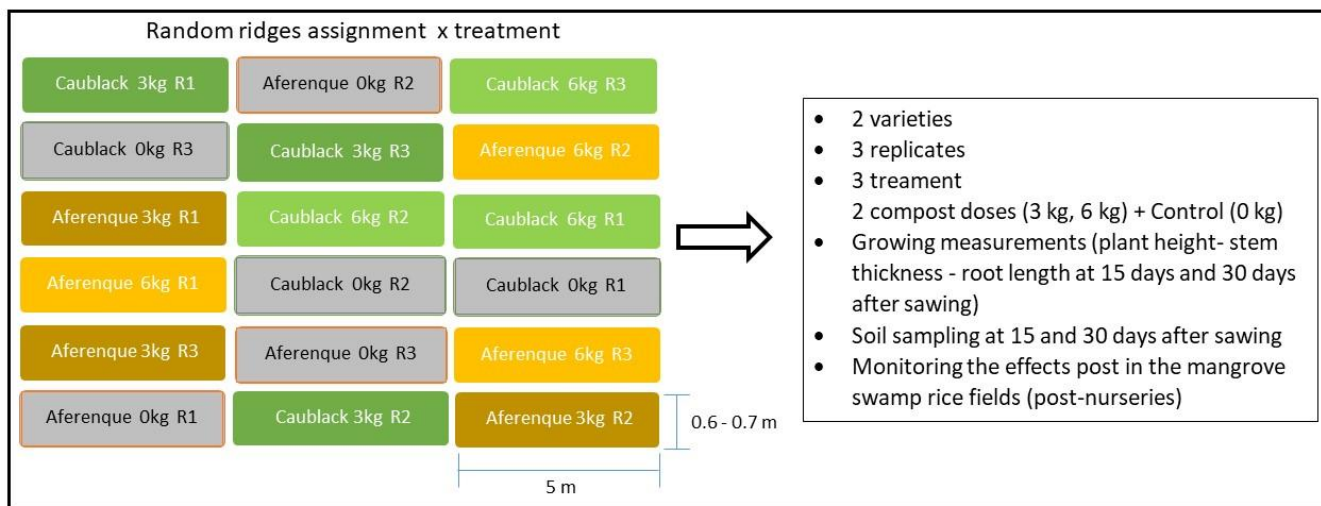 Random ridges assignment x treatment
Caublack 3kg R1
Aferenque 0kg R2
Caublack 6kg R3
Caublack 0kg R3
Caublack 3kg R3
Aferenque 6kg R2
Aferenque 3kg R1
Caublack 6kg R2
Caublack 6kg R1
Aferenque 6kg R1
Caublack 0kg R2
Caublack 0kg R1
Aferenque 3kg R3
Aferenque 0kg R3
Aferenque 6kg R3
Aferenque 0kg R1
Caublack 3kg R2
Aferenque 3kg R2
0.6 - 0.7 m
5 m
• 2 varieties
• 3 replicates
• 3 treament
2 compost doses (3 kg, 6 kg) + Control (0 kg)
• Growing measurements (plant height- stem
thickness - root length at 15 days and 30 days
after sawing)
• Soil sampling at 15 and 30 days after sawing
• Monitoring the effects post in the mangrove
swamp rice fields (post-nurseries)